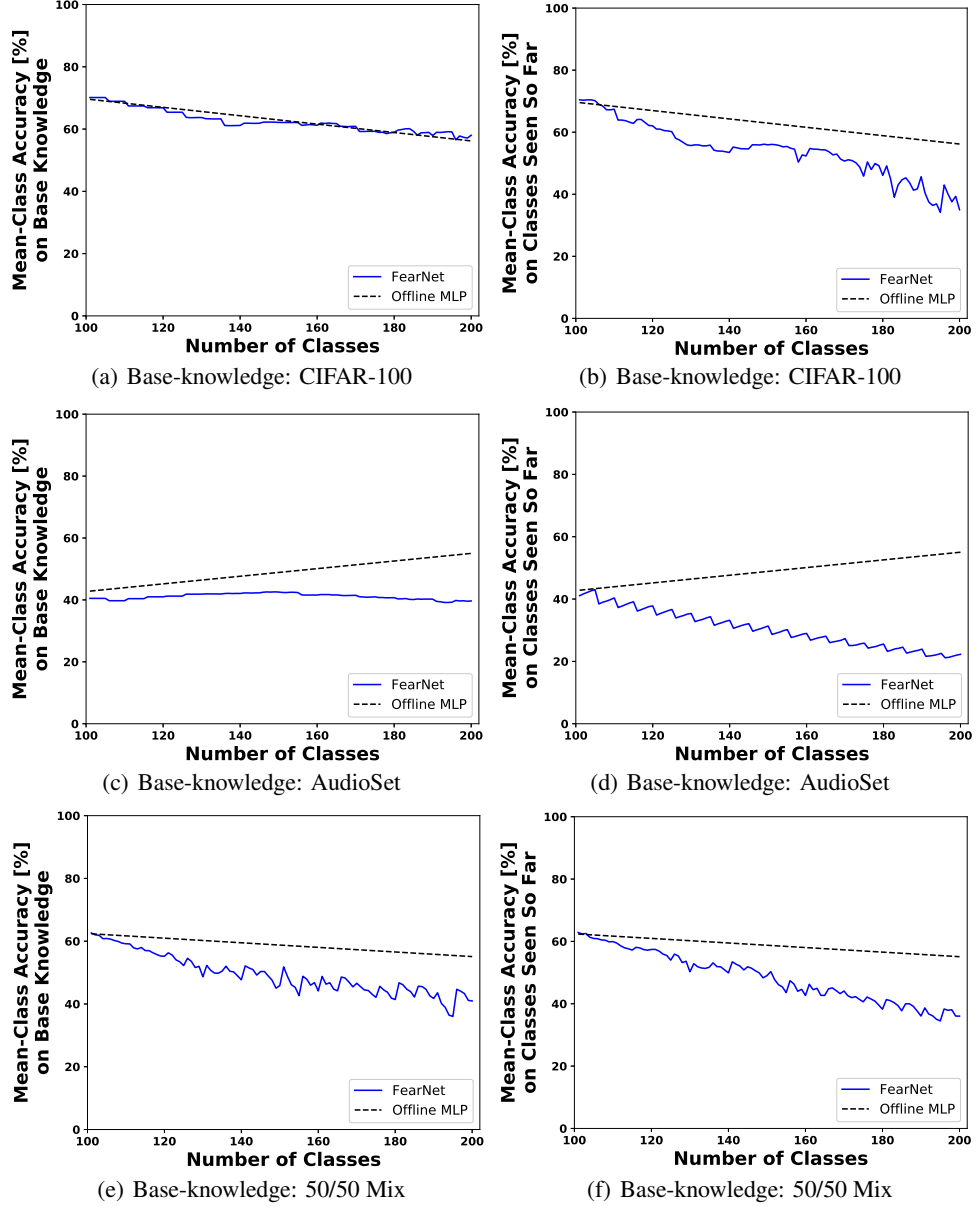 100
80
60
40
20
0
Mean-Class Accuracy [%]
on Base Knowledge
FearNet
Offline MLP
100 120 140 160 180 200
Number of Classes
(a) Base-knowledge: CIFAR-100
100
80
60
40
20
0
Mean-Class Accuracy [%]
on Classes Seen So Far
FearNet
Offline MLP
100 120 140 160 180 200
Number of Classes
(b) Base-knowledge: CIFAR-100
100
80
60
40
20
0
Mean-Class Accuracy [%]
on Base Knowledge
FearNet
Offline MLP
100 120 140 160 180 200
Number of Classes
(c) Base-knowledge: AudioSet
100
80
60
40
20
0
Mean-Class Accuracy [%]
on Classes Seen So Far
FearNet
Offline MLP
100 120 140 160 180 200
Number of Classes
(d) Base-knowledge: AudioSet
100
80
60
40
20
0
Mean-Class Accuracy [%]
on Base Knowledge
FearNet
Offline MLP
100 120 140 160 180 200
Number of Classes
(e) Base-knowledge: 50/50 Mix
100
80
60
40
20
0
Mean-Class Accuracy [%]
on Classes Seen So Far
FearNet
Offline MLP
100 120 140 160 180 200
Number of Classes
(f) Base-knowledge: 50/50 Mix